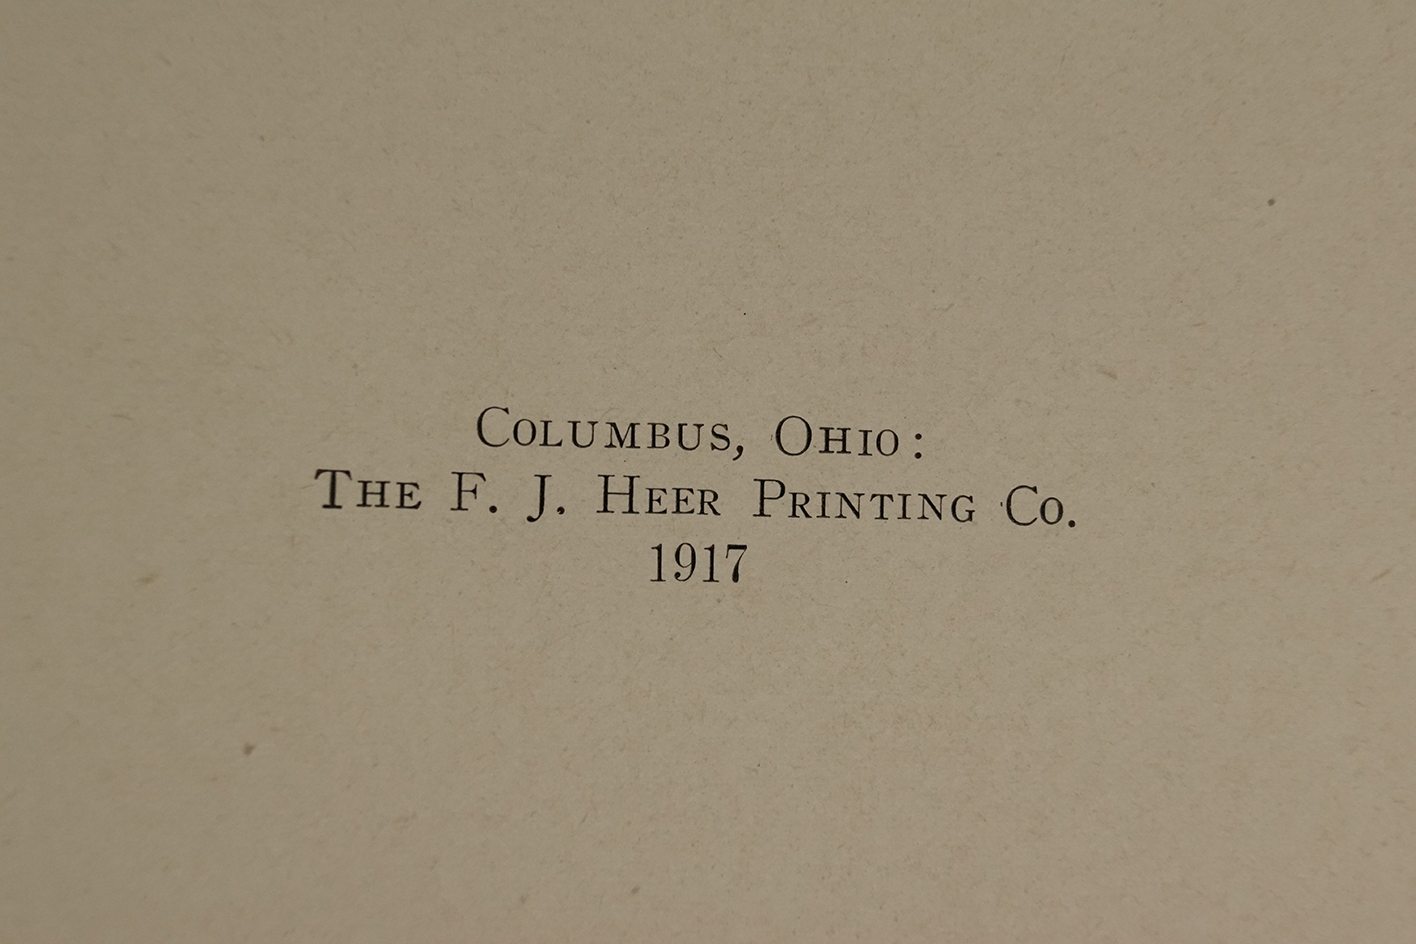 Columbus, Ohio:
The F. J. Heer Printing Co.
1917